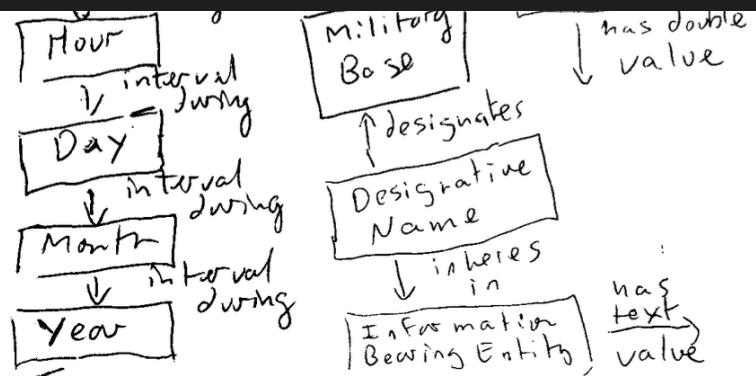 Hour
interval
during
Day
interval
during
Month
interval
during
Year
Military
Base
designates
Designative
Name
inheres
in
Information
Bearing Entity
has double
value
has
text
value